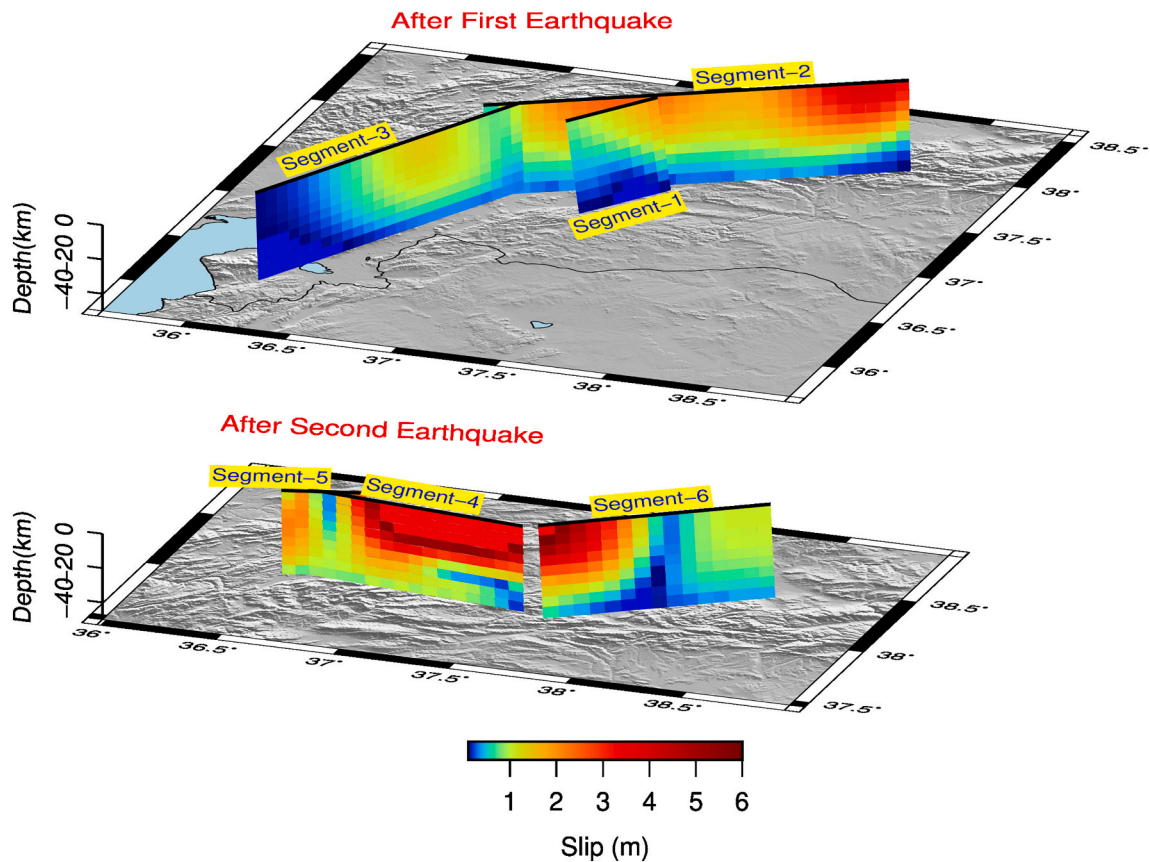 After First Earthquake
Segment−2
Segment−3
Segment−1
Depth(km)
0
−20
−40
36°
36.5°
37°
37.5°
38°
38.5°
36°
36.5°
37°
37.5°
38°
38.5°
After Second Earthquake
Segment−5
Segment−4
Segment−6
Depth(km)
0
−20
−40
36°
36.5°
37°
37.5°
38°
38.5°
37.5°
38°
38.5°
1 2 3 4 5 6
Slip (m)